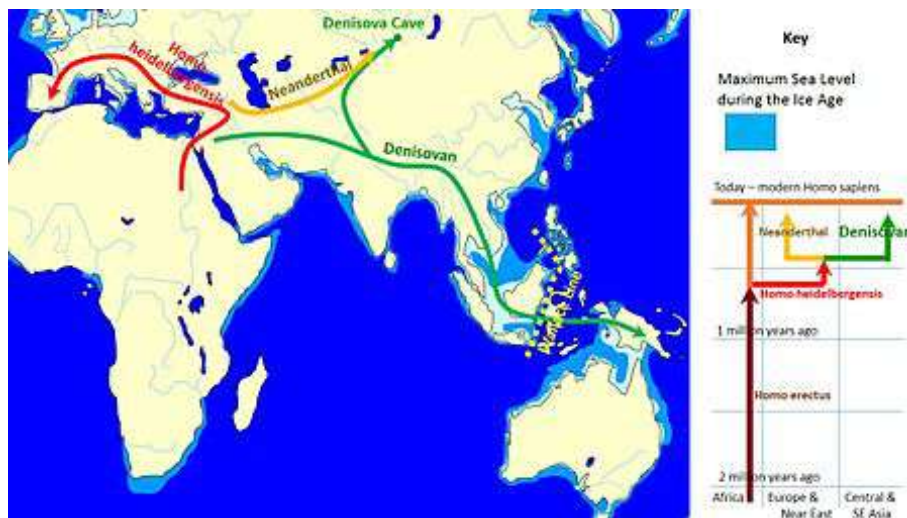 Denisova Cave
Homo
heidelbergensis
Neanderthal
Denisovan
Key
Maximum Sea Level
during the Ice Age
Today – modern Homo sapiens
Neanderthal
Denisovan
Homo heidelbergensis
1 million years ago
Homo erectus
2 million years ago
Africa
Europe &
Near East
Central &
SE Asia